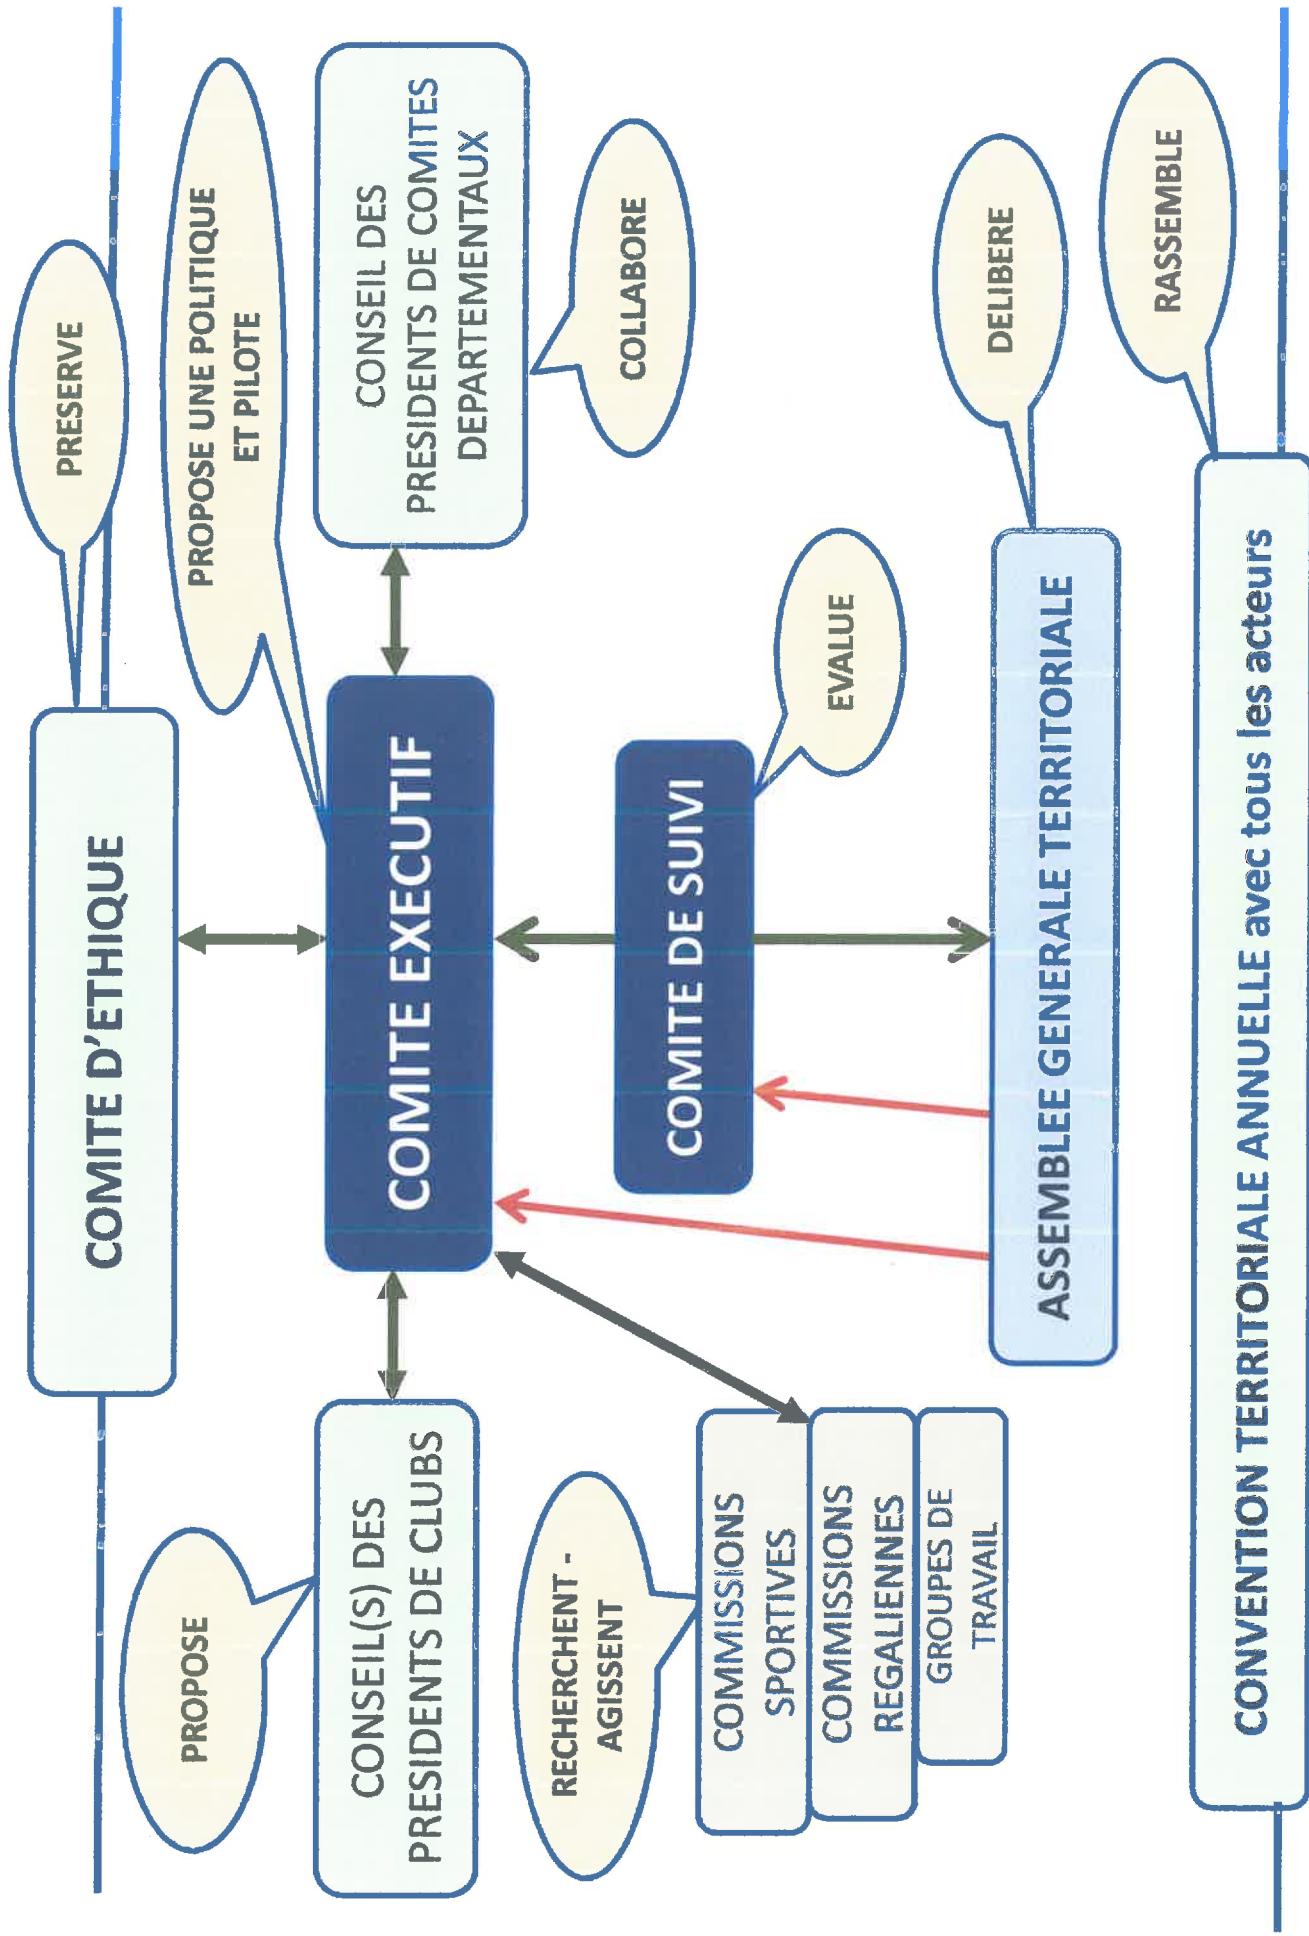 PRESERVE
COMITE D'ETHIQUE
PROPOSE UNE POLITIQUE
ET PILOTE
PROPOSE
CONSEIL(S) DES
PRESIDENTS DE CLUBS
COMITE EXECUTIF
CONSEIL DES
PRESIDENTS DE COMITES
DEPARTEMENTAUX
COLLABORE
RECHERCHENT -
AGISSENT
COMMISSIONS
SPORTIVES
COMMISSIONS
REGALIENNES
GROUPES DE
TRAVAIL
COMITE DE SUIVI
EVALUE
DELIBERE
ASSEMBLEE GENERALE TERRITORIALE
RASSEMBLE
CONVENTION TERRITORIALE ANNUELLE avec tous les acteurs